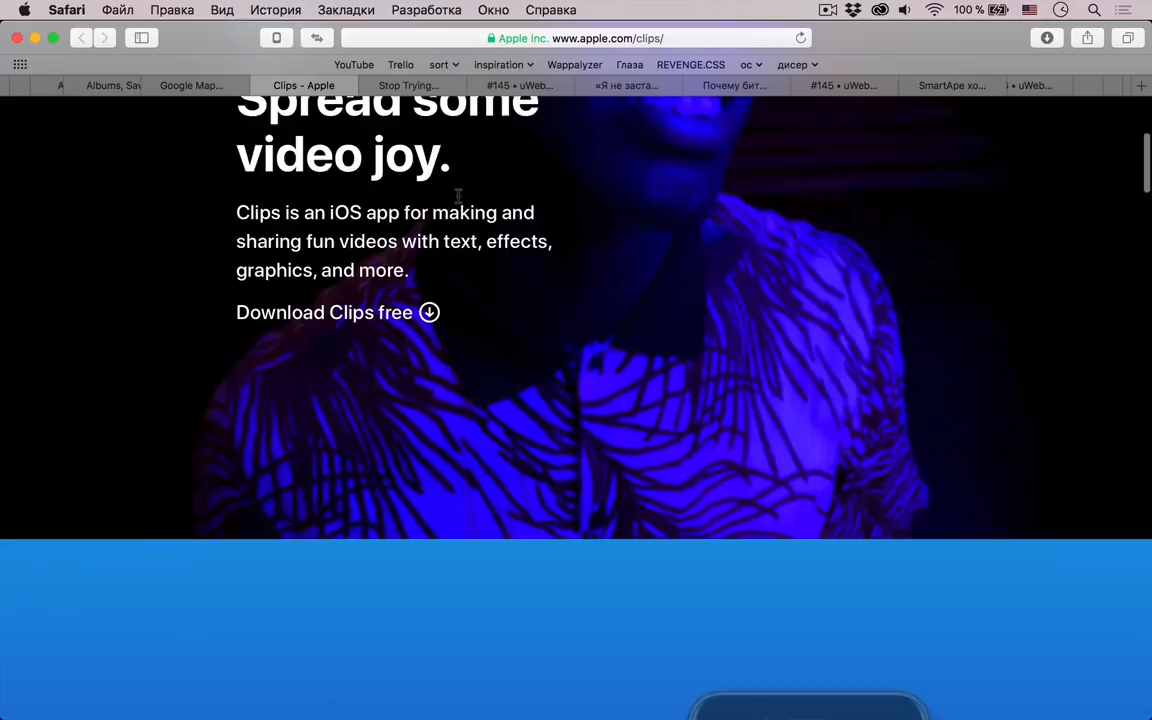 Safari Файл Правка Вид История Закладки Разработка Окно Справка 100 %
Apple Inc. www.apple.com/clips/
YouTube Trello sort inspiration Wappalyzer Глаза REVENGE.CSS ос дисер
A Albums, Sav Google Map... Clips - Apple Stop Trying... #145 • uWeb... «Я не заста... Почему бит... #145 • uWeb... SmartApe хо... • uWeb...
Spread some
video joy.
Clips is an iOS app for making and
sharing fun videos with text, effects,
graphics, and more.
Download Clips free